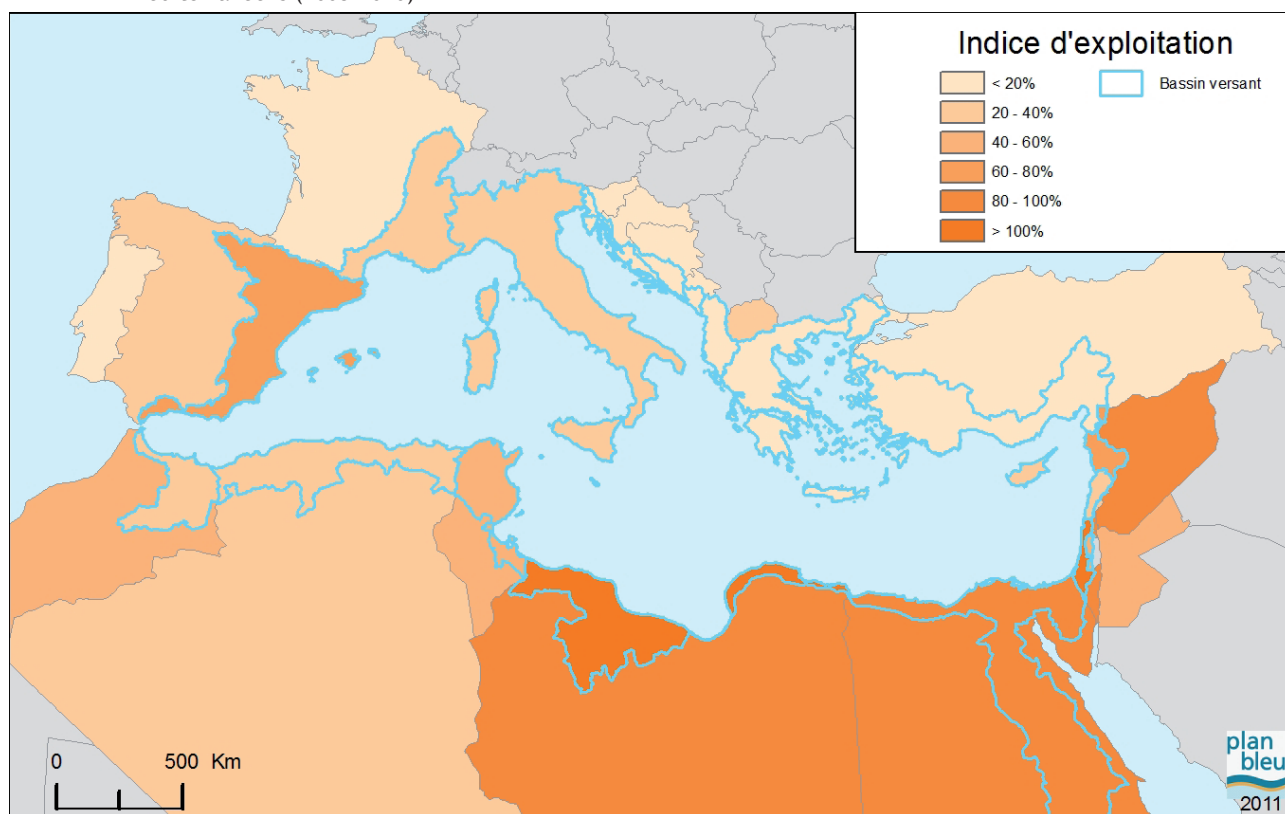 Indice d'exploitation
< 20%
20 - 40%
40 - 60%
60 - 80%
80 - 100%
> 100%
Bassin versant
0 500 Km
plan
bleu
2011